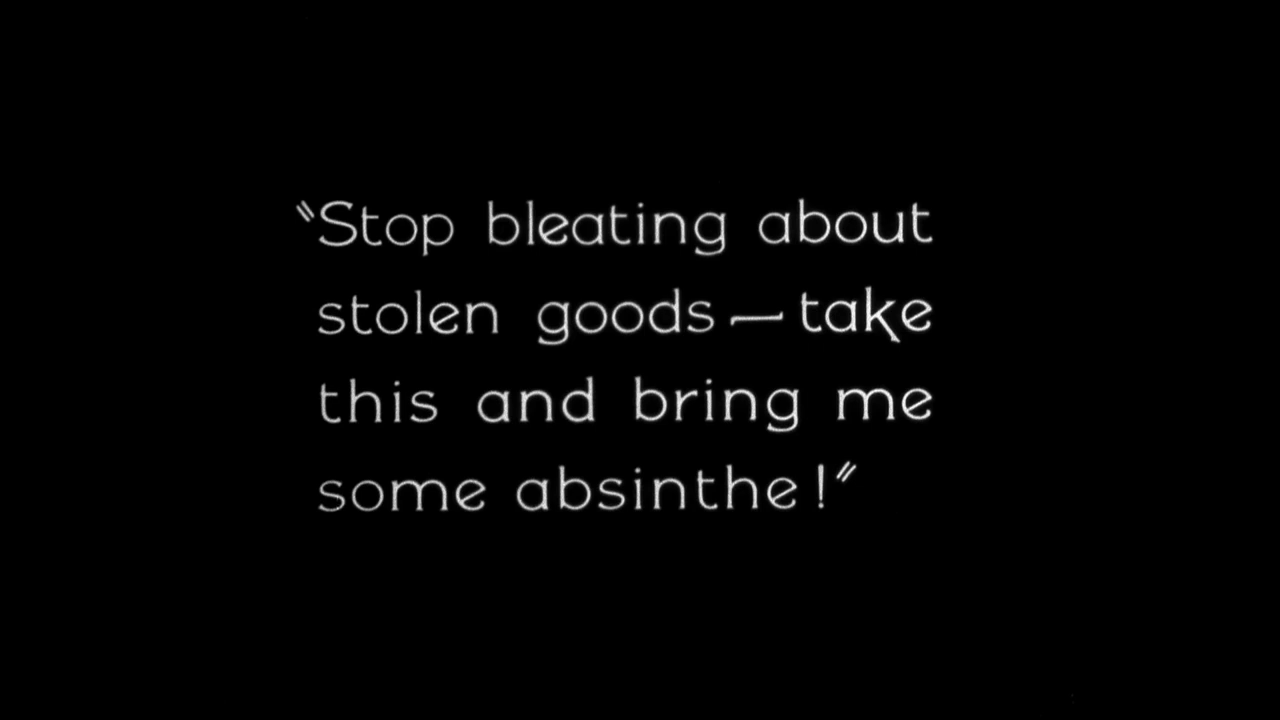 "Stop bleating about
stolen goods — take
this and bring me
some absinthe!"